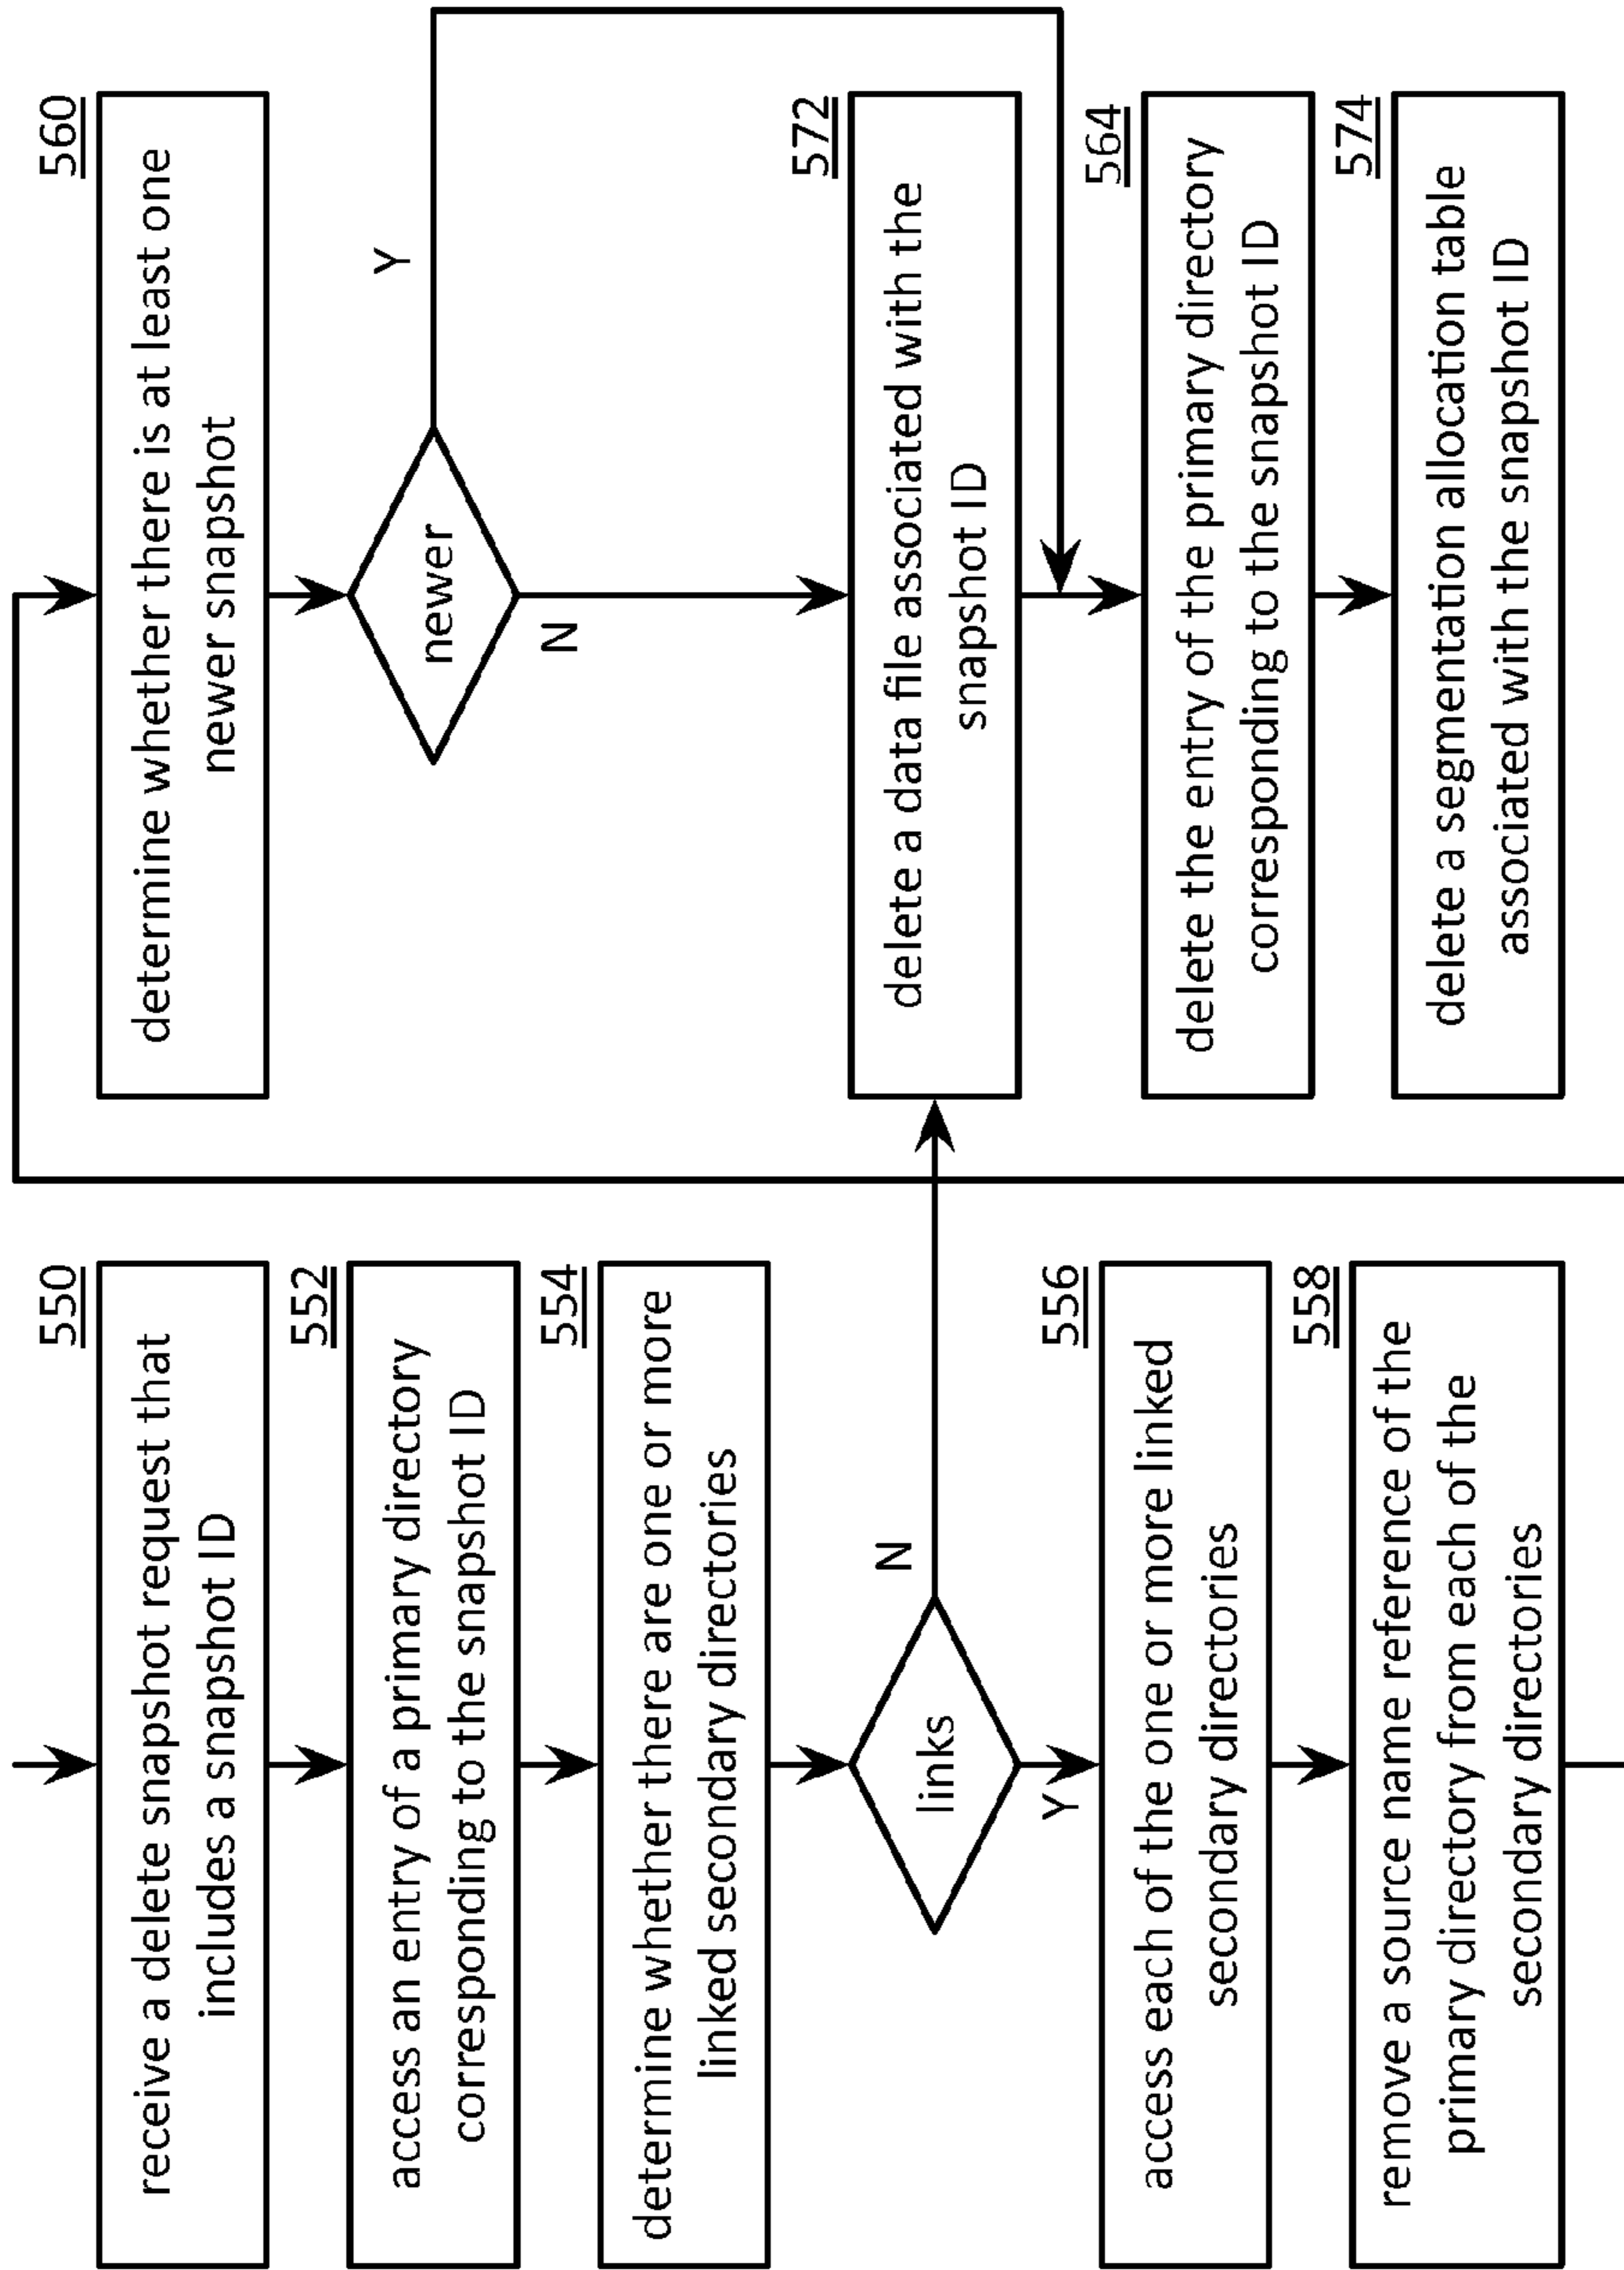 550
receive a delete snapshot request that
includes a snapshot ID
552
access an entry of a primary directory
corresponding to the snapshot ID
554
determine whether there are one or more
linked secondary directories
links
N
Y
556
access each of the one or more linked
secondary directories
558
remove a source name reference of the
primary directory from each of the
secondary directories
560
determine whether there is at least one
newer snapshot
newer
Y
N
572
delete a data file associated with the
snapshot ID
564
delete the entry of the primary directory
corresponding to the snapshot ID
574
delete a segmentation allocation table
associated with the snapshot ID